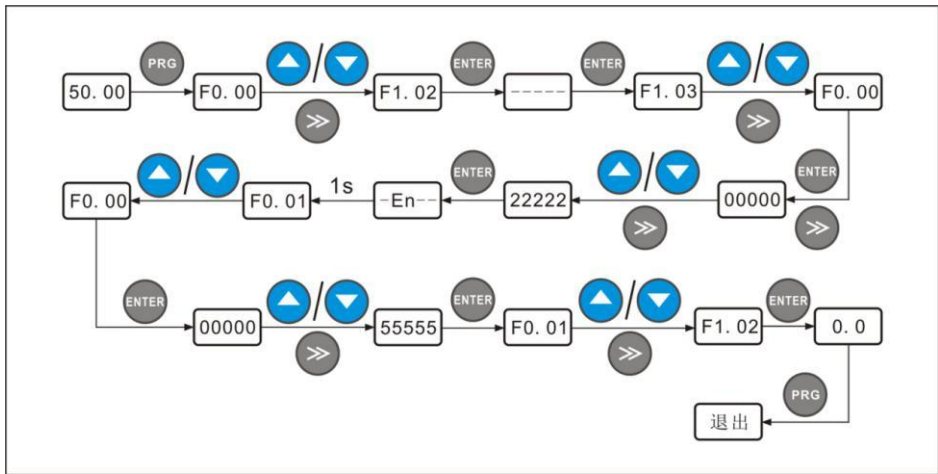 PRG / ENTER ENTER /
50. 00 F0. 00 F1. 02 ----- F1. 03 F0. 00
/ ENTER / ENTER
F0. 00 F0. 01 1s -En-- 22222 00000
ENTER / ENTER / ENTER
00000 55555 F0. 01 F1. 02 0. 0
PRG
退出